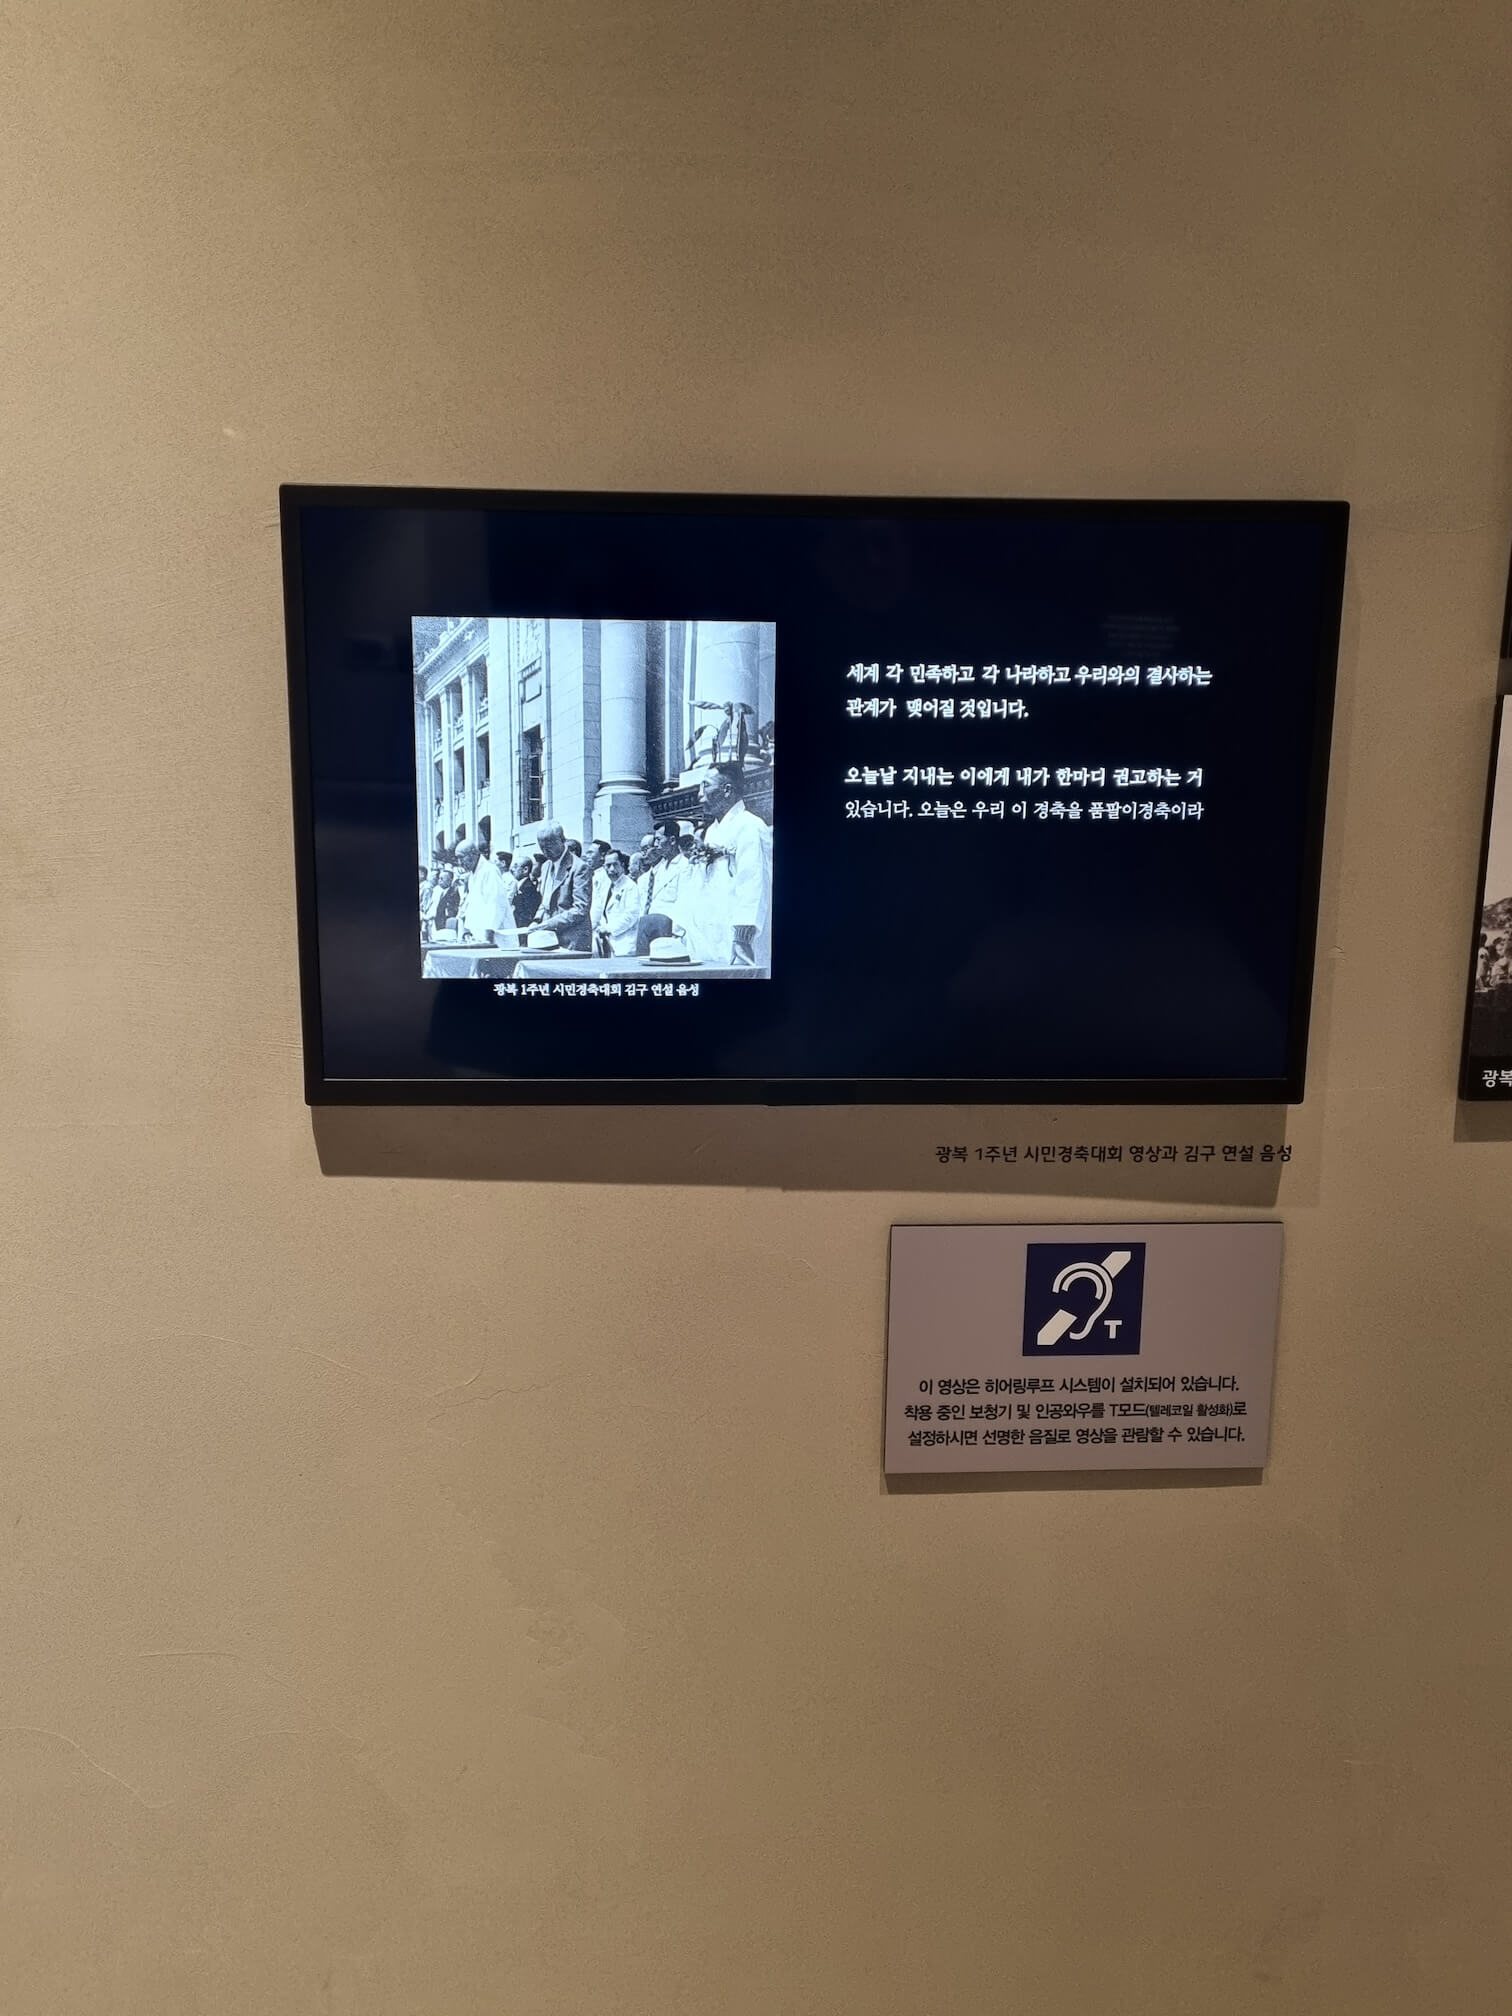 세계 각 민족하고 각 나라하고 우리와의 결사하는
관계가 맺어질 것입니다.
오늘날 지내는 이에게 내가 한마디 권고하는 거
있습니다. 오늘은 우리 이 경축을 품팔이경축이라
광복 1주년 시민경축대회 김구 연설 음성
광복 1주년 시민경축대회 영상과 김구 연설 음성
T
이 영상은 히어링루프 시스템이 설치되어 있습니다.
착용 중인 보청기 및 인공와우를 T모드(텔레코일 활성화)로
설정하시면 선명한 음질로 영상을 관람할 수 있습니다.
광복